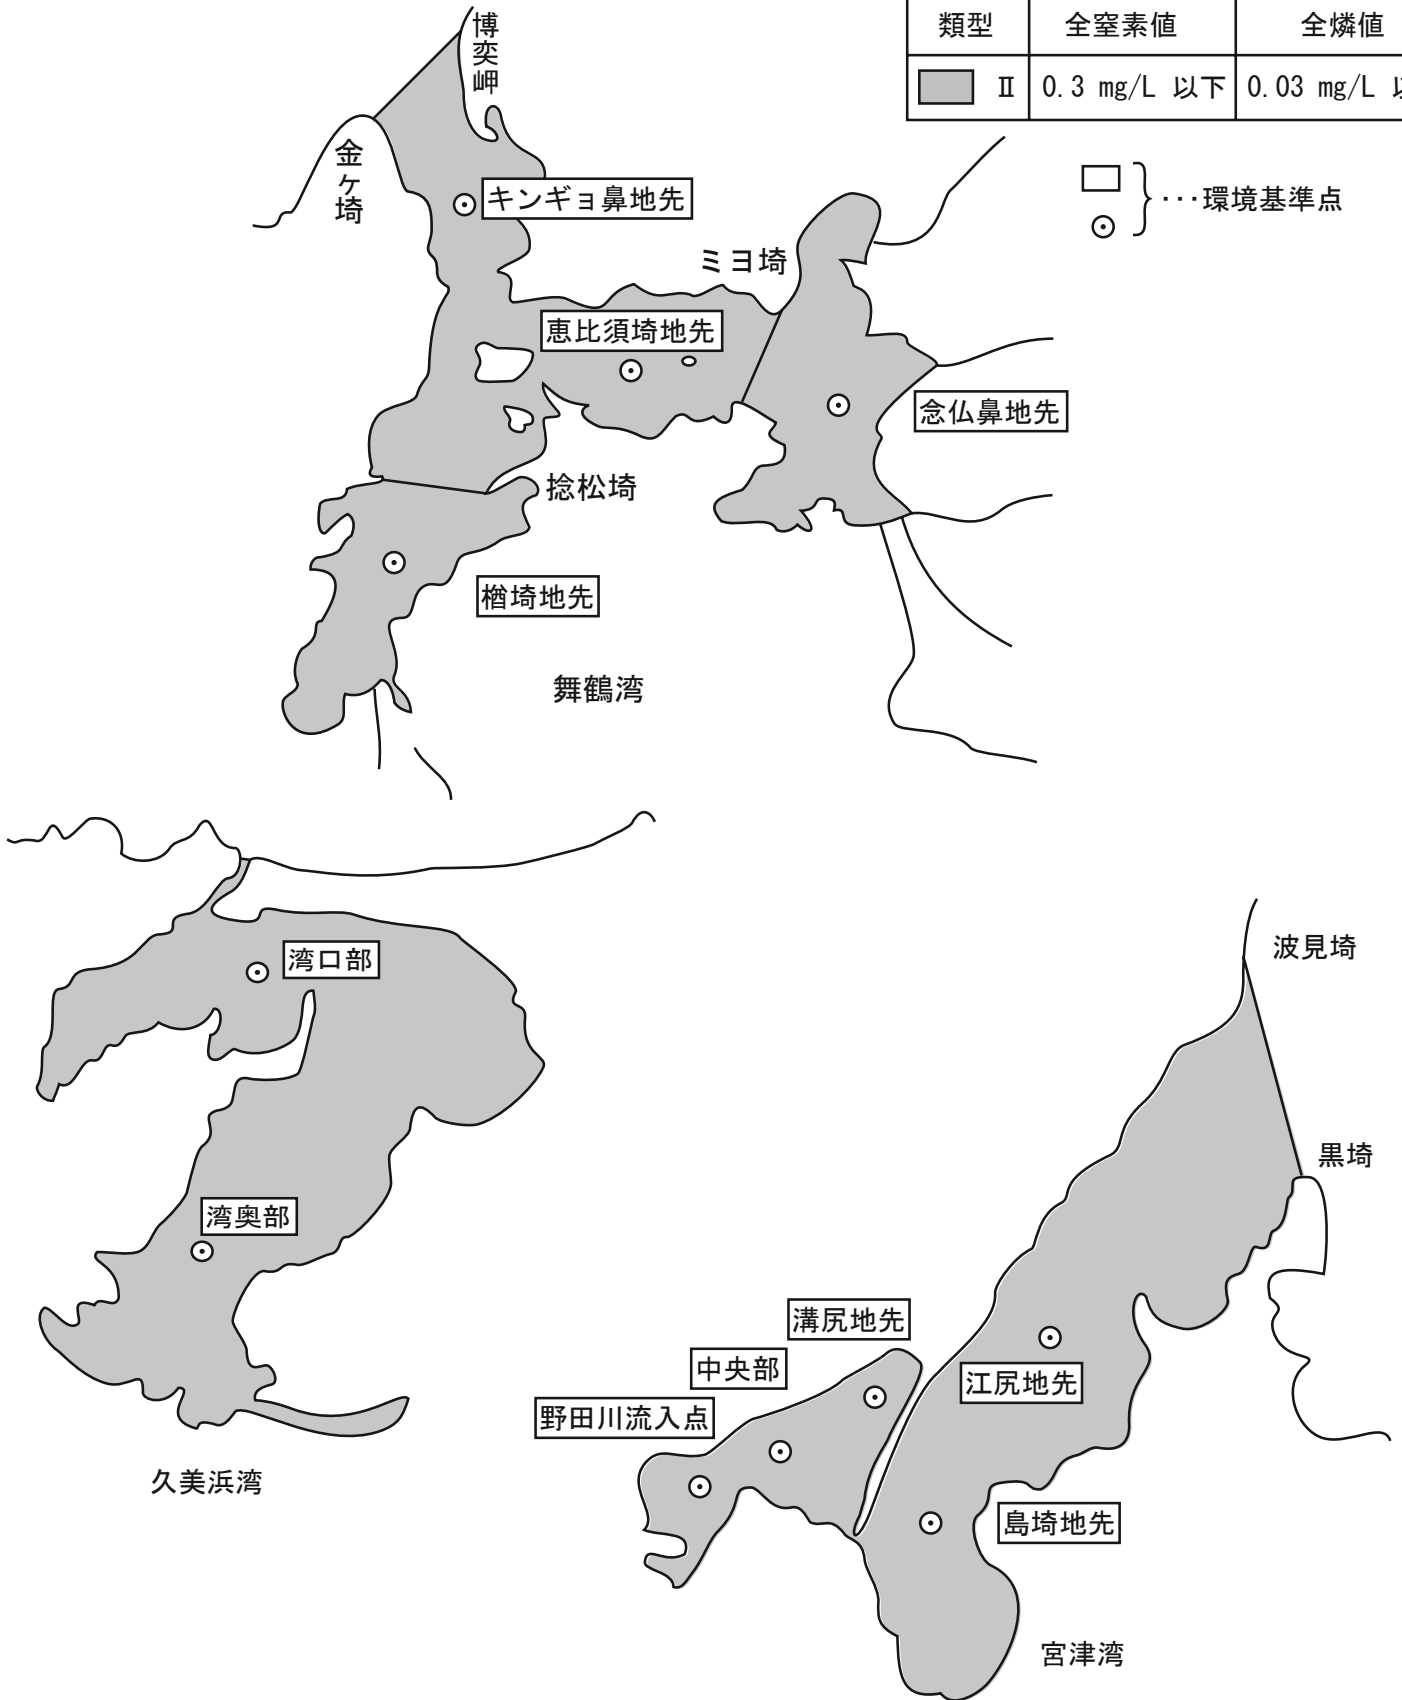 博奕岬
類型 全窒素値 全燐値
Ⅱ 0.3 mg/L 以下 0.03 mg/L
金ケ埼
キンギョ鼻地先
･･･環境基準点
ミヨ埼
恵比須埼地先
念仏鼻地先
捻松埼
楢埼地先
舞鶴湾
湾口部
波見埼
黒埼
湾奥部
溝尻地先
中央部
江尻地先
野田川流入点
久美浜湾
島埼地先
宮津湾